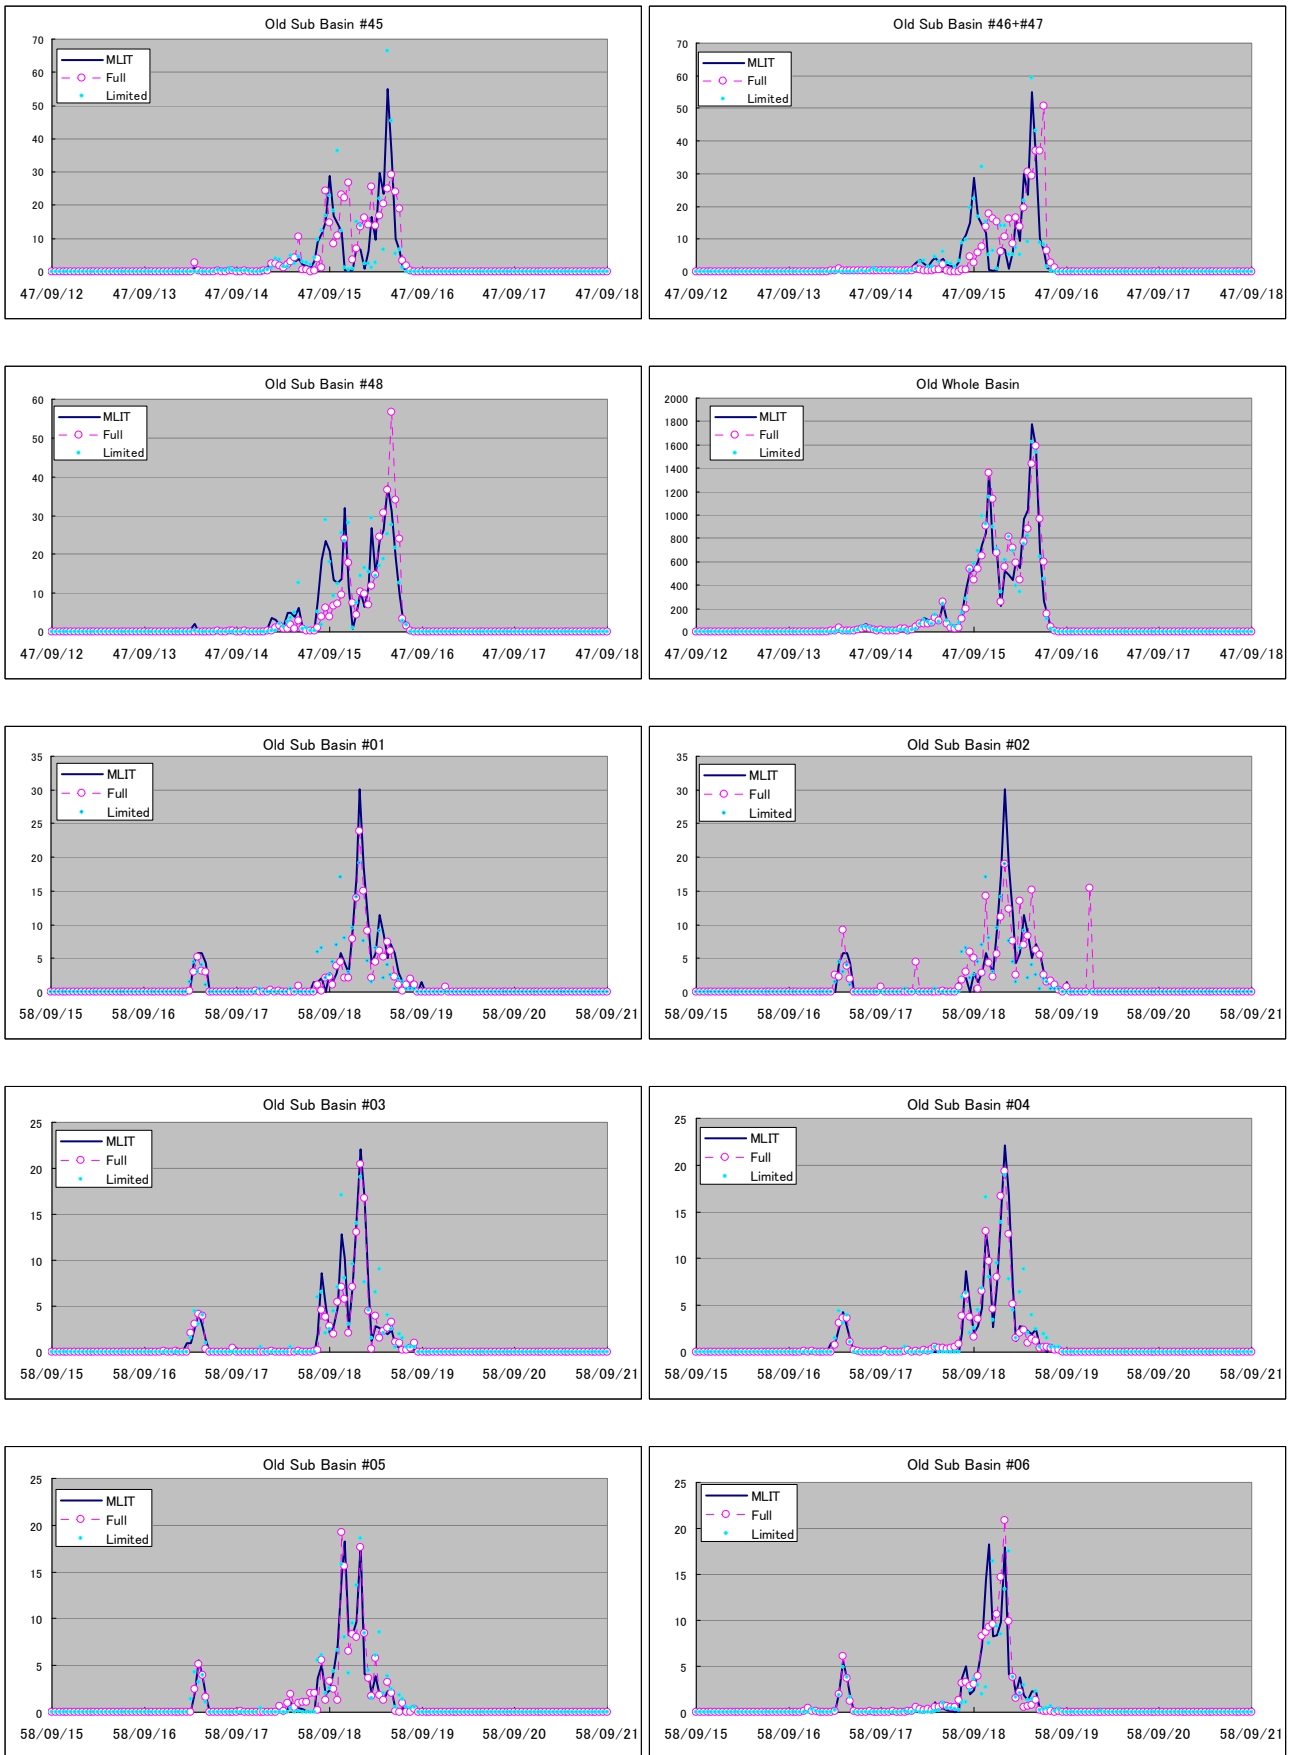 Old Sub Basin #45
70
60
50
40
30
20
10
0
MLIT
Full
Limited
47/09/12 47/09/13 47/09/14 47/09/15 47/09/16 47/09/17 47/09/18
Old Sub Basin #46+#47
70
60
50
40
30
20
10
0
MLIT
Full
Limited
47/09/12 47/09/13 47/09/14 47/09/15 47/09/16 47/09/17 47/09/18
Old Sub Basin #48
60
50
40
30
20
10
0
MLIT
Full
Limited
47/09/12 47/09/13 47/09/14 47/09/15 47/09/16 47/09/17 47/09/18
Old Whole Basin
2000
1800
1600
1400
1200
1000
800
600
400
200
0
MLIT
Full
Limited
47/09/12 47/09/13 47/09/14 47/09/15 47/09/16 47/09/17 47/09/18
Old Sub Basin #01
35
30
25
20
15
10
5
0
MLIT
Full
Limited
58/09/15 58/09/16 58/09/17 58/09/18 58/09/19 58/09/20 58/09/21
Old Sub Basin #02
35
30
25
20
15
10
5
0
MLIT
Full
Limited
58/09/15 58/09/16 58/09/17 58/09/18 58/09/19 58/09/20 58/09/21
Old Sub Basin #03
25
20
15
10
5
0
MLIT
Full
Limited
58/09/15 58/09/16 58/09/17 58/09/18 58/09/19 58/09/20 58/09/21
Old Sub Basin #04
25
20
15
10
5
0
MLIT
Full
Limited
58/09/15 58/09/16 58/09/17 58/09/18 58/09/19 58/09/20 58/09/21
Old Sub Basin #05
25
20
15
10
5
0
MLIT
Full
Limited
58/09/15 58/09/16 58/09/17 58/09/18 58/09/19 58/09/20 58/09/21
Old Sub Basin #06
25
20
15
10
5
0
MLIT
Full
Limited
58/09/15 58/09/16 58/09/17 58/09/18 58/09/19 58/09/20 58/09/21